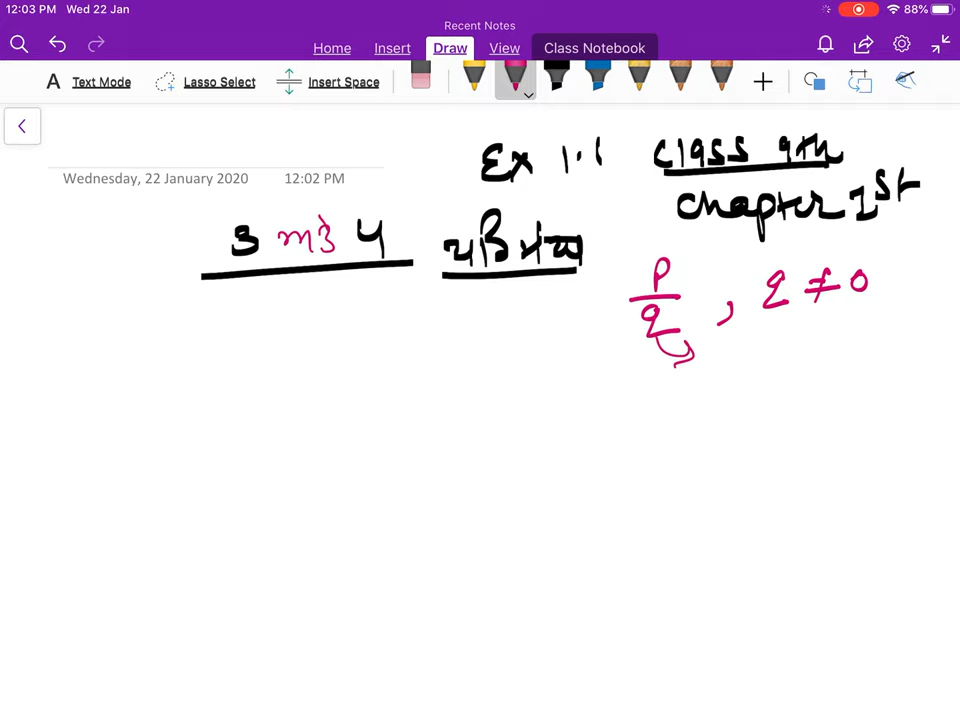 12:03 PM Wed 22 Jan
88%
Recent Notes
Home Insert Draw View Class Notebook
A Text Mode Lasso Select Insert Space
Wednesday, 22 January 2020 12:02 PM
Ex 1.1 Class 9th
Chapter 1st
3 ਅਤੇ 4
p/q , q ≠ 0